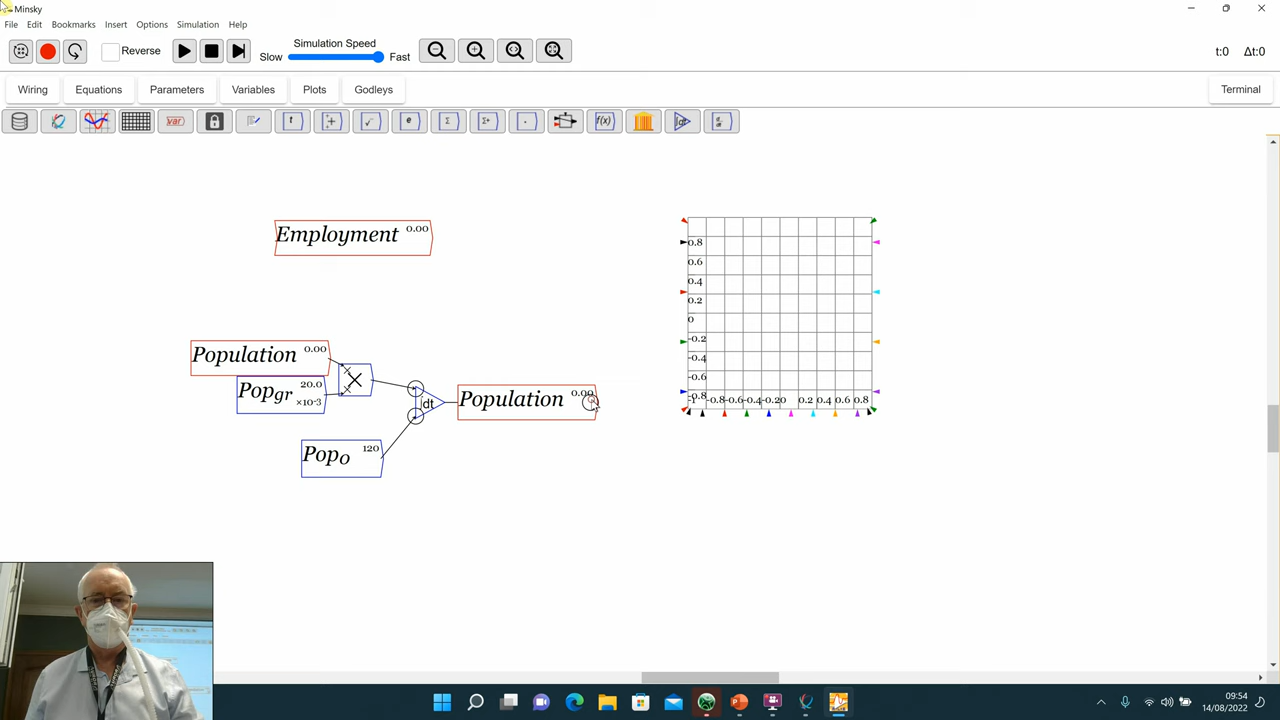 Minsky
File Edit Bookmarks Insert Options Simulation Help
Reverse
Simulation Speed
Slow Fast
t:0 Δt:0
Wiring Equations Parameters Variables Plots Godleys Terminal
Employment 0.00
Population 0.00
Popgr 20.0
×10-3
dt
Population 0.00
Pop0 120
0.8
0.6
0.4
0.2
0
-0.2
-0.4
-0.6
-0.8
-1 -0.8 -0.6 -0.4 -0.2 0 0.2 0.4 0.6 0.8
09:54
14/08/2022